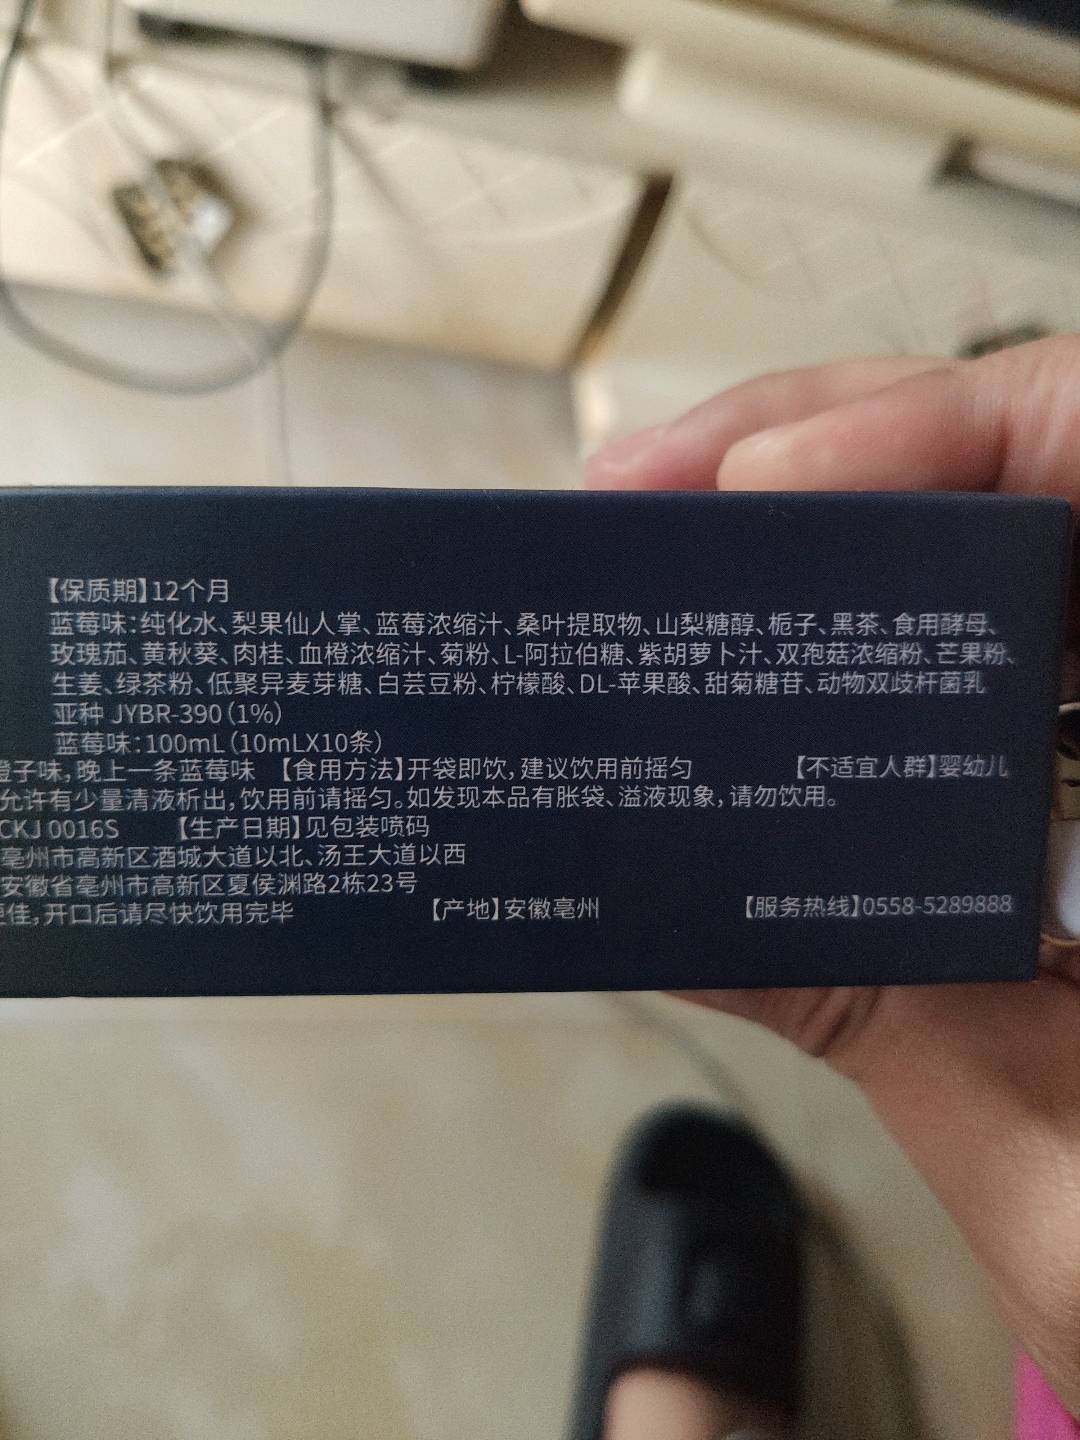 【保质期】12个月
蓝莓味：纯化水、梨果仙人掌、蓝莓浓缩汁、桑叶提取物、山梨糖醇、栀子、黑茶、食用酵母、
玫瑰茄、黄秋葵、肉桂、血橙浓缩汁、菊粉、L-阿拉伯糖、紫胡萝卜汁、双孢菇浓缩粉、芒果粉、
生姜、绿茶粉、低聚异麦芽糖、白芸豆粉、柠檬酸、DL-苹果酸、甜菊糖苷、动物双歧杆菌乳
亚种 JYBR-390（1%）
蓝莓味：100mL（10mLX10条）
橙子味，晚上一条蓝莓味 【食用方法】开袋即饮，建议饮用前摇匀 【不适宜人群】婴幼儿
允许有少量清液析出，饮用前请摇匀。如发现本品有胀袋、溢液现象，请勿饮用。
CKJ 0016S 【生产日期】见包装喷码
亳州市高新区酒城大道以北、汤王大道以西
安徽省亳州市高新区夏侯渊路2栋23号
更佳，开口后请尽快饮用完毕 【产地】安徽亳州 【服务热线】0558-5289888